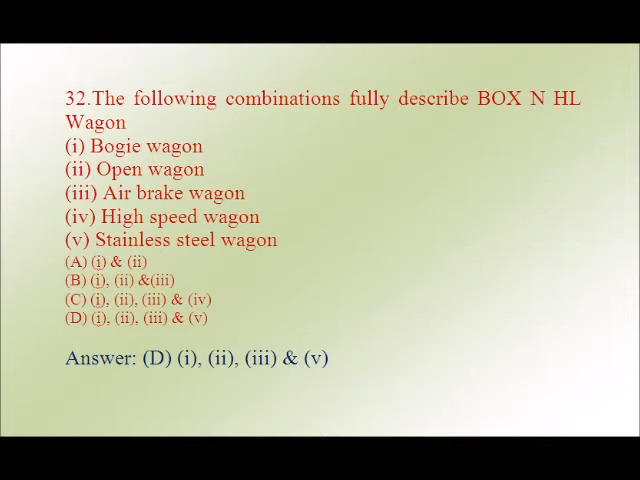 32.The following combinations fully describe BOX N HL
Wagon
(i) Bogie wagon
(ii) Open wagon
(iii) Air brake wagon
(iv) High speed wagon
(v) Stainless steel wagon
(A) (i) & (ii)
(B) (i), (ii) &(iii)
(C) (i), (ii), (iii) & (iv)
(D) (i), (ii), (iii) & (v)
Answer: (D) (i), (ii), (iii) & (v)